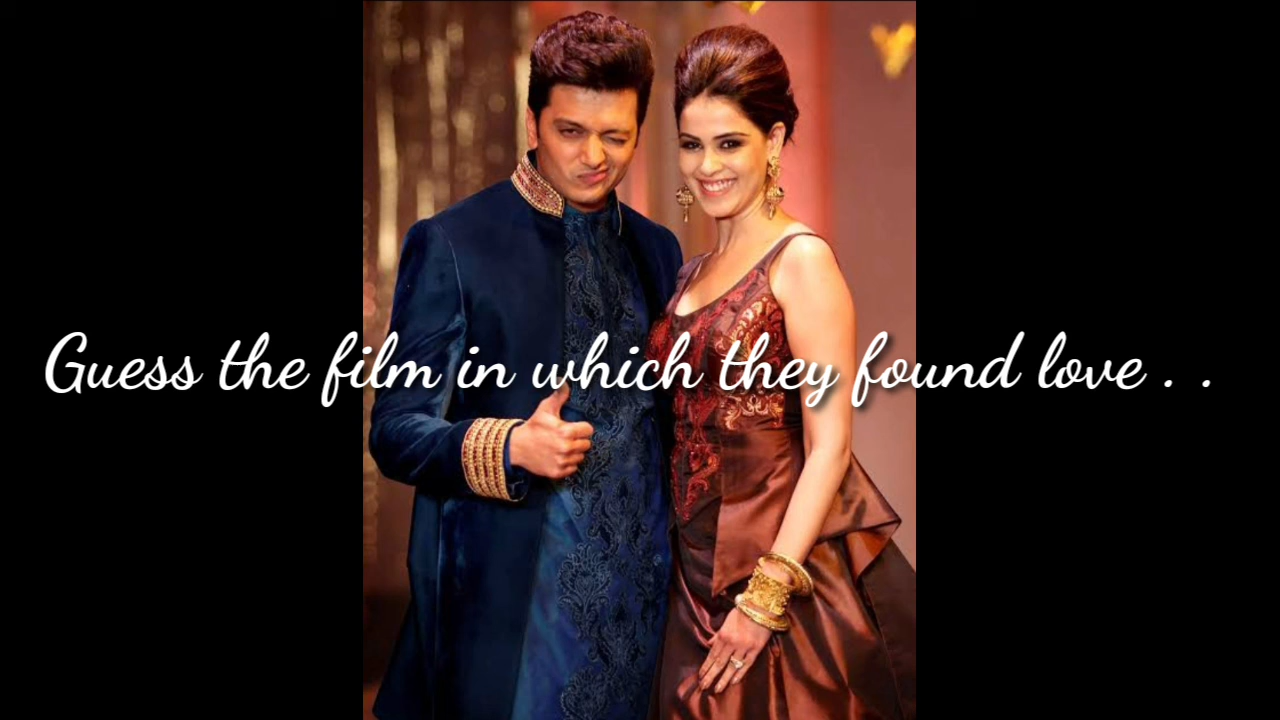 Guess the film in which they found love . .